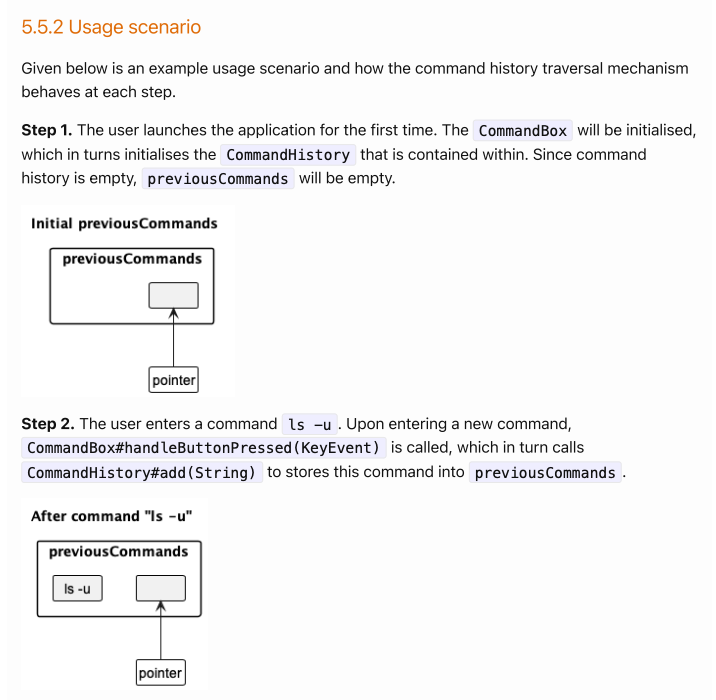 5.5.2 Usage scenario
Given below is an example usage scenario and how the command history traversal mechanism
behaves at each step.
Step 1. The user launches the application for the first time. The CommandBox will be initialised,
which in turns initialises the CommandHistory that is contained within. Since command
history is empty, previousCommands will be empty.
Initial previousCommands
previousCommands
pointer
Step 2. The user enters a command ls -u . Upon entering a new command,
CommandBox#handleButtonPressed(KeyEvent) is called, which in turn calls
CommandHistory#add(String) to stores this command into previousCommands .
After command "ls -u"
previousCommands
ls -u
pointer